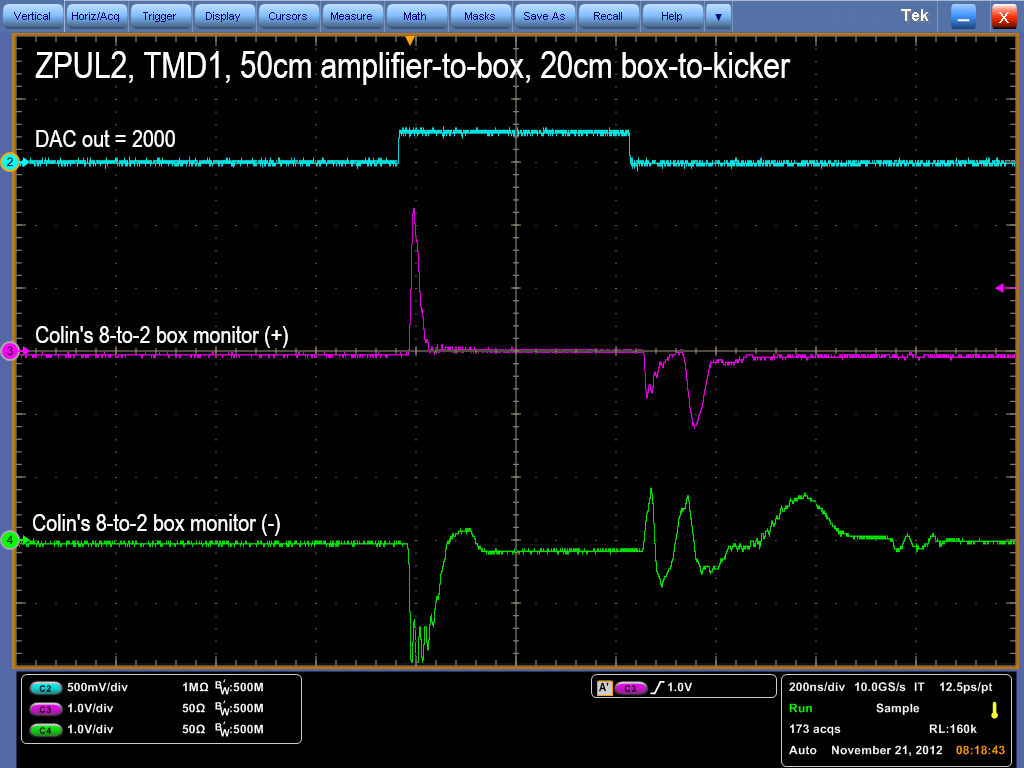 Vertical Horiz/Acq Trigger Display Cursors Measure Math Masks Save As Recall Help Tek X
ZPUL2, TMD1, 50cm amplifier-to-box, 20cm box-to-kicker
DAC out = 2000
2
Colin's 8-to-2 box monitor (+)
3
Colin's 8-to-2 box monitor (-)
4
C2 500mV/div 1MΩ BW:500M
C3 1.0V/div 50Ω BW:500M
C4 1.0V/div 50Ω BW:500M
A' C3 1.0V
200ns/div 10.0GS/s IT 12.5ps/pt
Run Sample
173 acqs RL:160k
Auto November 21, 2012 08:18:43